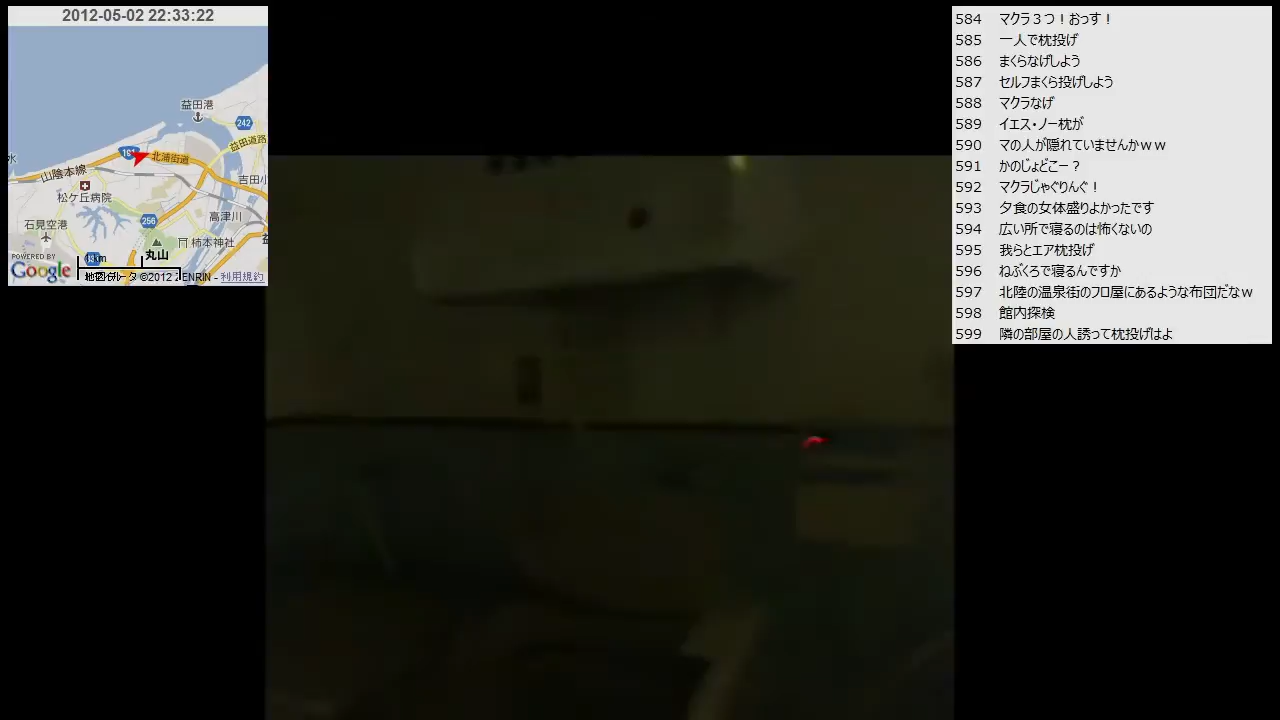 2012-05-02 22:33:22
益田港
242
益田道路
191
北浦街道
山陰本線
吉田小
松ケ丘病院
256
高津川
石見空港
柿本神社
丸山
POWERED BY
Google
地図データ ©2012 ZENRIN - 利用規約
584 マクラ３つ！おっす！
585 一人で枕投げ
586 まくらなげしよう
587 セルフまくら投げしよう
588 マクラなげ
589 イエス・ノー枕が
590 マの人が隠れていませんかｗｗ
591 かのじょどこー？
592 マクラじゃぐりんぐ！
593 夕食の女体盛りよかったです
594 広い所で寝るのは怖くないの
595 我らとエア枕投げ
596 ねぶくろで寝るんですか
597 北陸の温泉街のフロ屋にあるような布団だなｗ
598 館内探検
599 隣の部屋の人誘って枕投げはよ